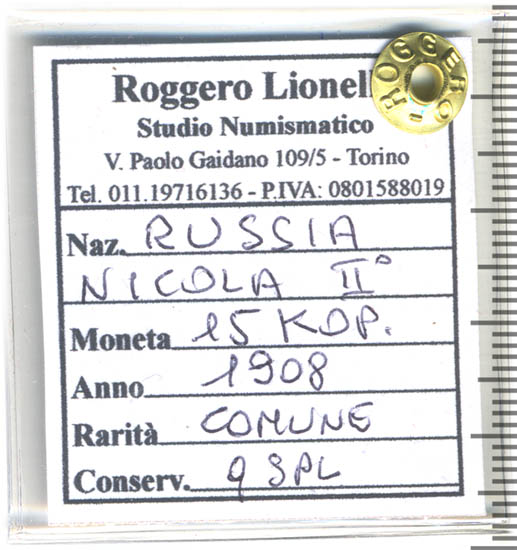 Roggero Lionell
Studio Numismatico
V. Paolo Gaidano 109/5 - Torino
Tel. 011.19716136 - P.IVA: 0801588019
Naz. RUSSIA
NICOLA II°
Moneta 15 KOP.
Anno 1908
Rarità COMUNE
Conserv. q SPL
ROGGERO